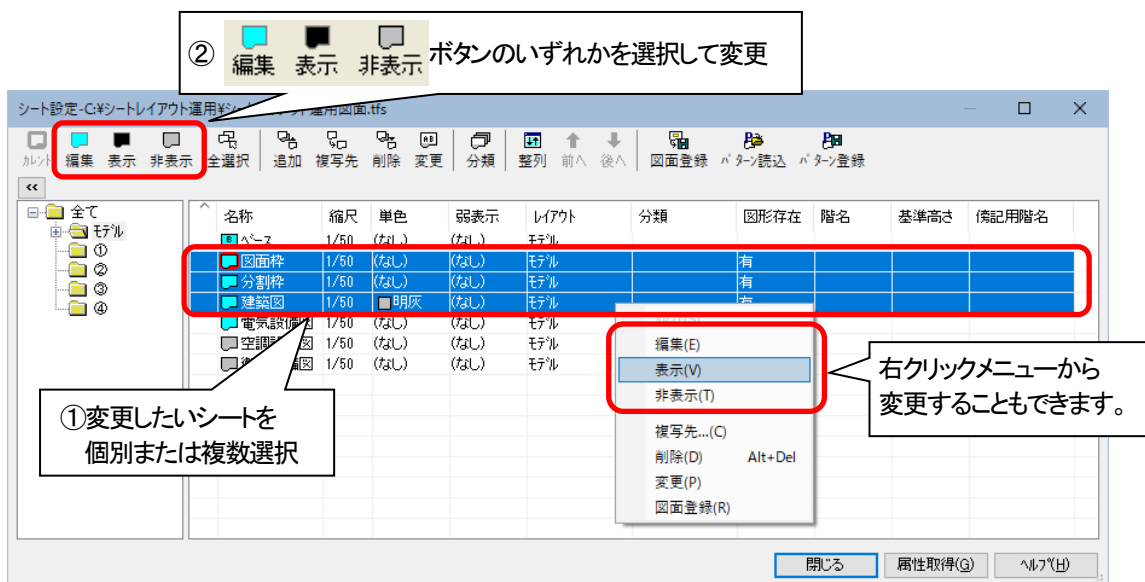 ② 編集 表示 非表示 ボタンのいずれかを選択して変更
シート設定-C:¥シートレイアウト運用¥シ
運用図面.tfs
カレント 編集 表示 非表示 全選択 追加 複写先 削除 変更 分類 整列 前へ 後へ 図面登録 パターン読込 パターン登録
<<
全て
モデル
①
②
③
④
名称 縮尺 単色 弱表示 レイアウト 分類 図形存在 階名 基準高さ 傍記用階名
ベース 1/50 (なし) (なし) モデル
図面枠 1/50 (なし) (なし) モデル 有
分割枠 1/50 (なし) (なし) モデル 有
建築図 1/50 明灰 (なし) モデル 有
電気設備図 1/50 (なし) (なし) モデル
空調 図 1/50 (なし) (なし) モデル
備図 1/50 (なし) (なし) モデル
編集(E)
表示(V)
非表示(T)
複写先...(C)
削除(D) Alt+Del
変更(P)
図面登録(R)
右クリックメニューから
変更することもできます。
①変更したいシートを
個別または複数選択
閉じる 属性取得(G) ヘルプ(H)